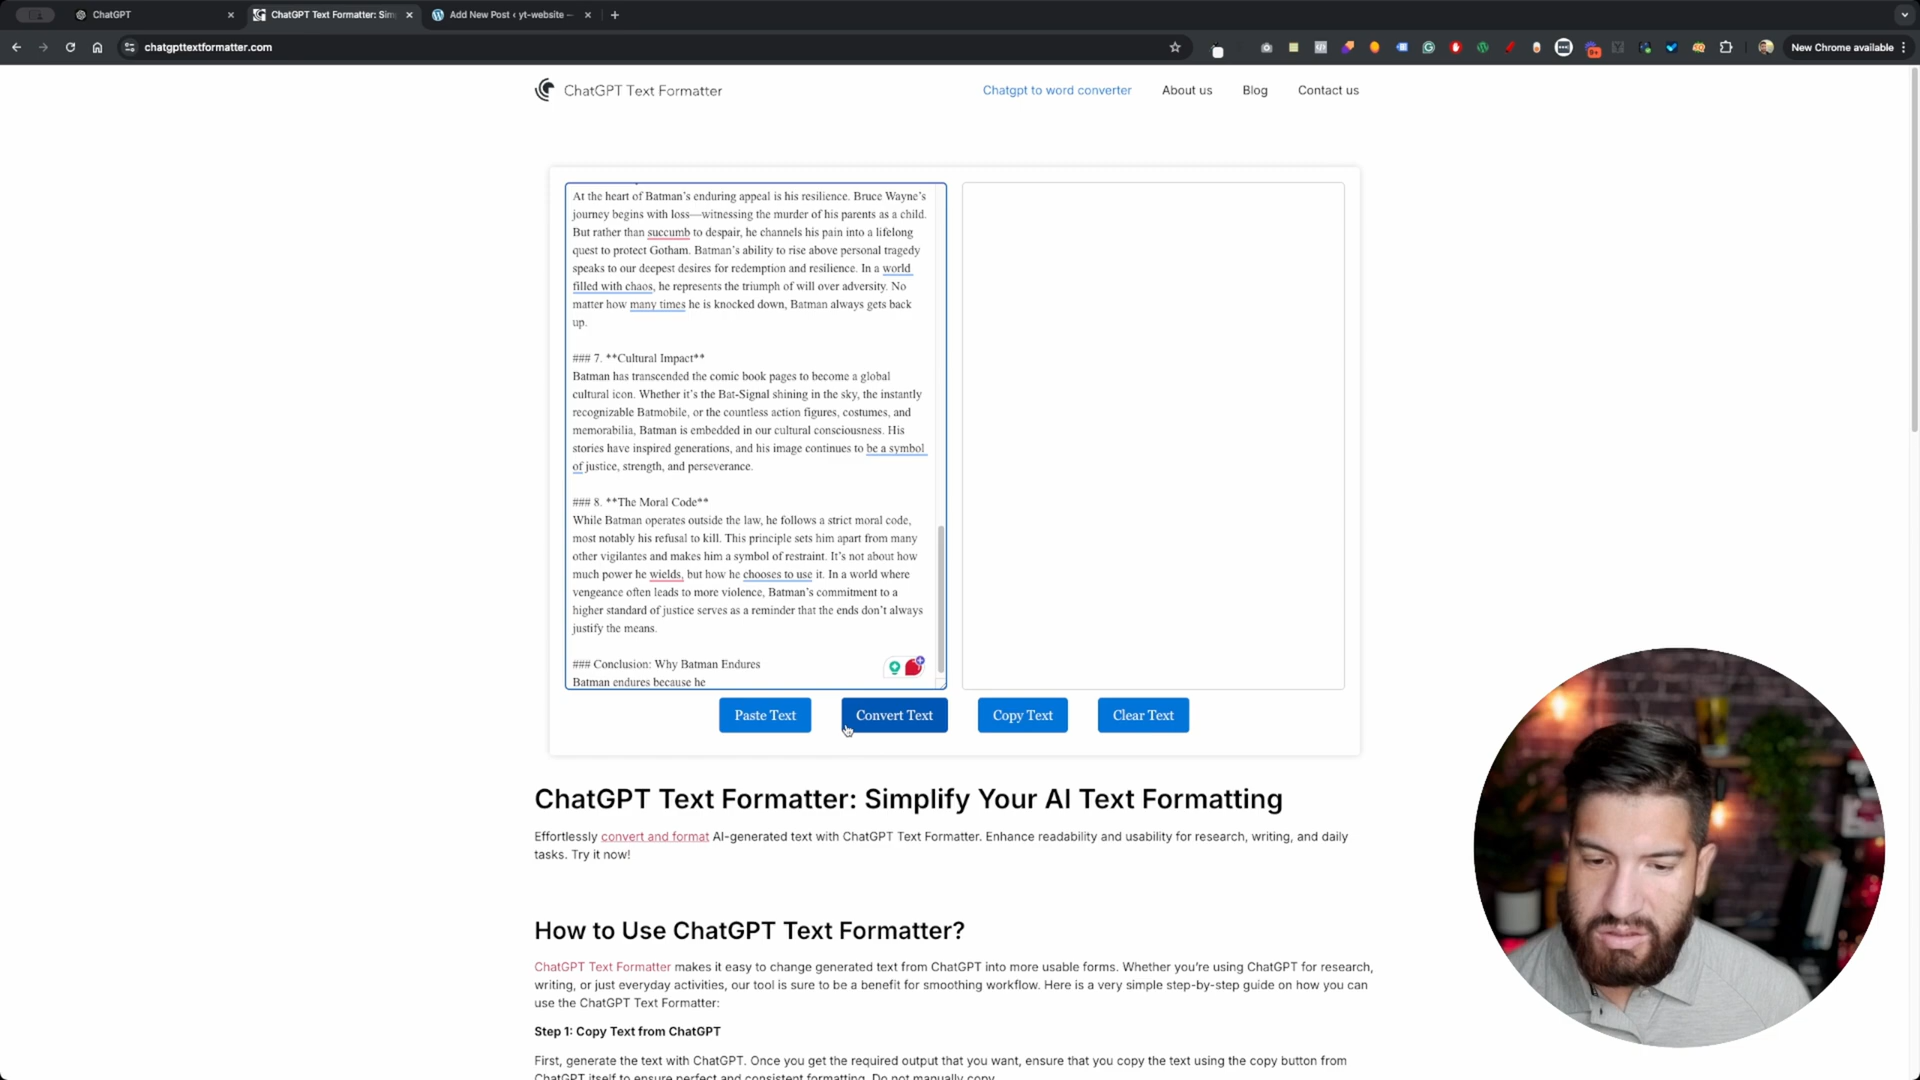 ChatGPT
ChatGPT Text Formatter: Sim
Add New Post ‹ yt-website —
chatgpttextformatter.com
New Chrome available
ChatGPT Text Formatter
Chatgpt to word converter
About us
Blog
Contact us
At the heart of Batman’s enduring appeal is his resilience. Bruce Wayne’s
journey begins with loss—witnessing the murder of his parents as a child.
But rather than succumb to despair, he channels his pain into a lifelong
quest to protect Gotham. Batman’s ability to rise above personal tragedy
speaks to our deepest desires for redemption and resilience. In a world
filled with chaos, he represents the triumph of will over adversity. No
matter how many times he is knocked down, Batman always gets back
up.
### 7. **Cultural Impact**
Batman has transcended the comic book pages to become a global
cultural icon. Whether it’s the Bat-Signal shining in the sky, the instantly
recognizable Batmobile, or the countless action figures, costumes, and
memorabilia, Batman is embedded in our cultural consciousness. His
stories have inspired generations, and his image continues to be a symbol
of justice, strength, and perseverance.
### 8. **The Moral Code**
While Batman operates outside the law, he follows a strict moral code,
most notably his refusal to kill. This principle sets him apart from many
other vigilantes and makes him a symbol of restraint. It’s not about how
much power he wields, but how he chooses to use it. In a world where
vengeance often leads to more violence, Batman’s commitment to a
higher standard of justice serves as a reminder that the ends don’t always
justify the means.
### Conclusion: Why Batman Endures
Batman endures because he
Paste Text
Convert Text
Copy Text
Clear Text
ChatGPT Text Formatter: Simplify Your AI Text Formatting
Effortlessly convert and format AI-generated text with ChatGPT Text Formatter. Enhance readability and usability for research, writing, and daily
tasks. Try it now!
How to Use ChatGPT Text Formatter?
ChatGPT Text Formatter makes it easy to change generated text from ChatGPT into more usable forms. Whether you’re using ChatGPT for research,
writing, or just everyday activities, our tool is sure to be a benefit for smoothing workflow. Here is a very simple step-by-step guide on how you can
use the ChatGPT Text Formatter:
Step 1: Copy Text from ChatGPT
First, generate the text with ChatGPT. Once you get the required output that you want, ensure that you copy the text using the copy button from
ChatGPT itself to ensure perfect and consistent formatting. Do not manually copy.